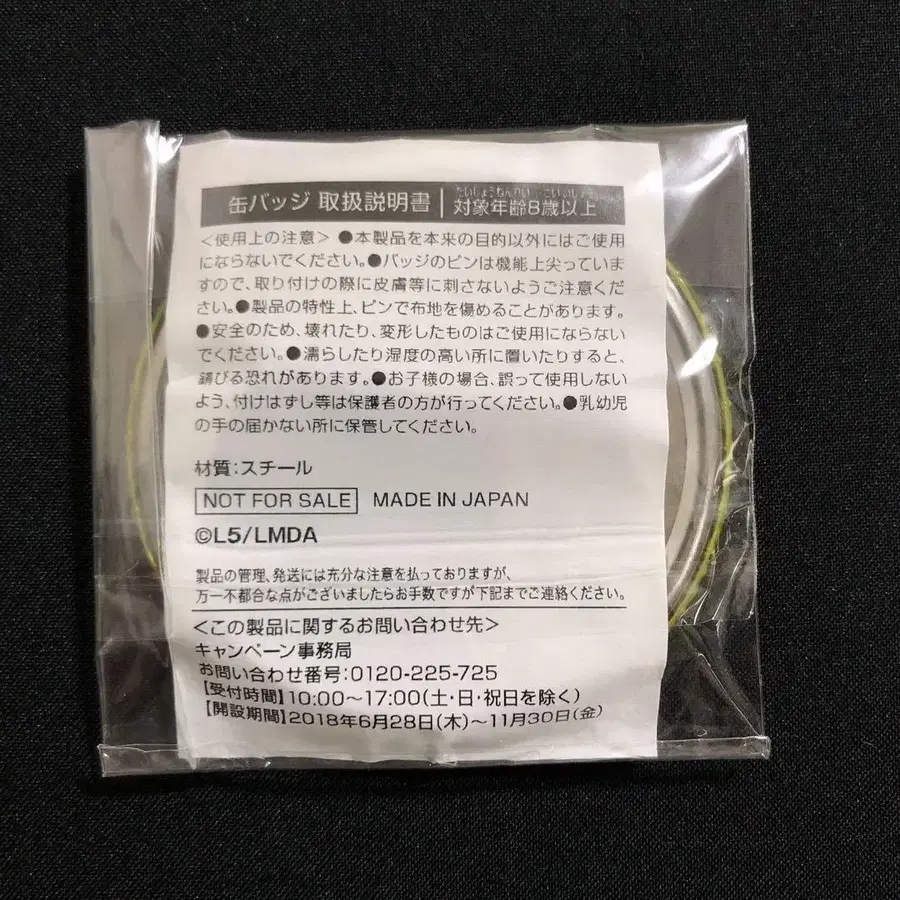 缶バッジ 取扱説明書
たいしょうねんれい さいいじょう
対象年齢8歳以上
<使用上の注意> ●本製品を本来の目的以外にはご使用
にならないでください。●バッジのピンは機能上尖っていま
すので、取り付けの際に皮膚等に刺さないようご注意くだ
さい。●製品の特性上、ピンで布地を傷めることがあります。
●安全のため、壊れたり、変形したものはご使用にならない
でください。●濡らしたり湿度の高い所に置いたりすると、
錆びる恐れがあります。●お子様の場合、誤って使用しない
よう、付けはずし等は保護者の方が行ってください。●乳幼児
の手の届かない所に保管してください。
材質:スチール
NOT FOR SALE MADE IN JAPAN
©L5/LMDA
製品の管理、発送には充分な注意を払っておりますが、
万一不都合な点がございましたらお手数ですが下記までご連絡ください。
<この製品に関するお問い合わせ先>
キャンペーン事務局
お問い合わせ番号:0120-225-725
【受付時間】10:00〜17:00(土・日・祝日を除く)
【開設期間】2018年6月28日(木)〜11月30日(金)